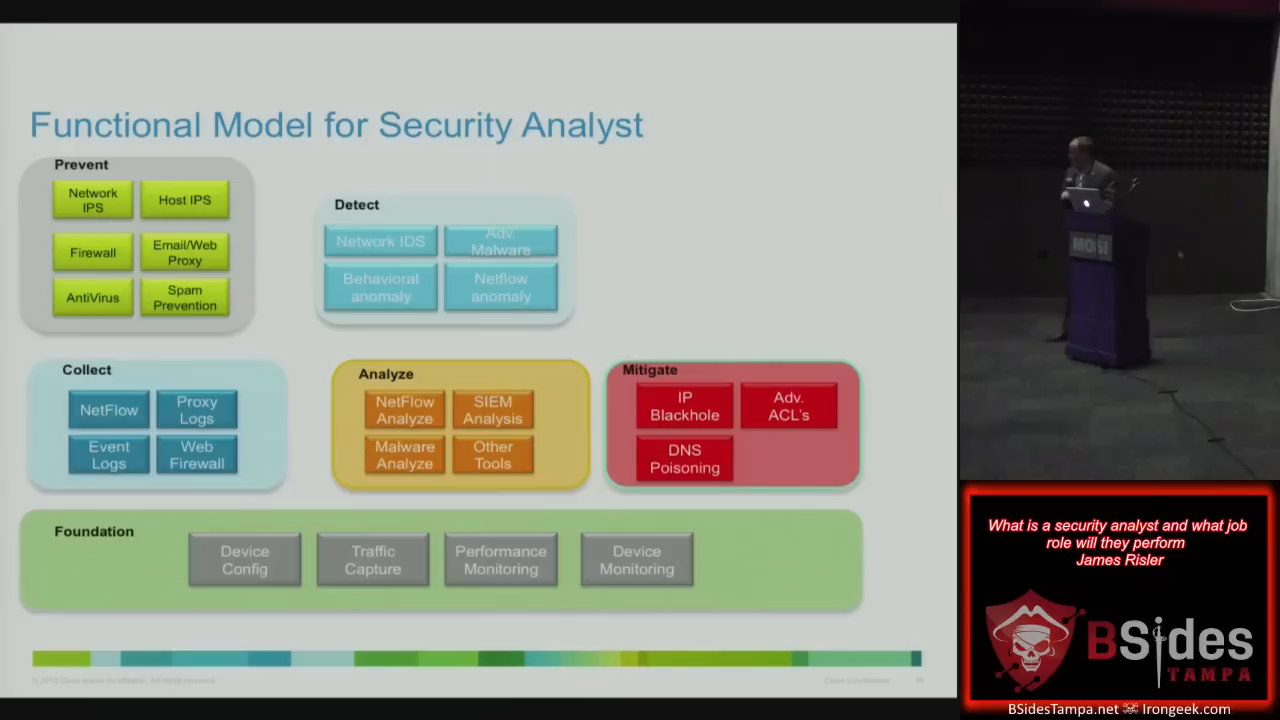 Functional Model for Security Analyst
Prevent
Network
IPS
Host IPS
Firewall
Email/Web
Proxy
AntiVirus
Spam
Prevention
Detect
Network IDS
Adv.
Malware
Behavioral
anomaly
Netflow
anomaly
Collect
NetFlow
Proxy
Logs
Event
Logs
Web
Firewall
Analyze
NetFlow
Analyze
SIEM
Analysis
Malware
Analyze
Other
Tools
Mitigate
IP
Blackhole
Adv.
ACL's
DNS
Poisoning
Foundation
Device
Config
Traffic
Capture
Performance
Monitoring
Device
Monitoring
MOSI
What is a security analyst and what job
role will they perform
James Risler
BSides
TAMPA
BSidesTampa.net Irongeek.com